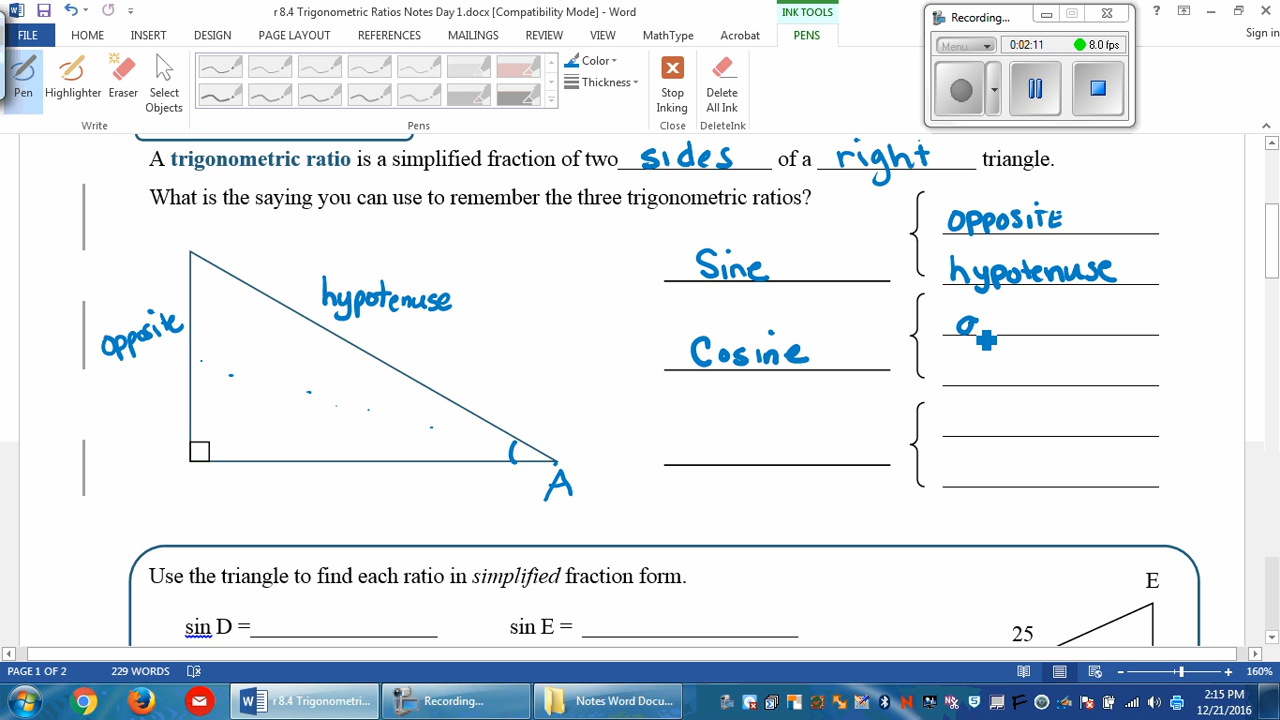 r 8.4 Trigonometric Ratios Notes Day 1.docx [Compatibility Mode] - Word
INK TOOLS
Recording...
FILE HOME INSERT DESIGN PAGE LAYOUT REFERENCES MAILINGS REVIEW VIEW MathType Acrobat PENS
Sign in
Menu 0:02:11 8.0 fps
Pen Highlighter Eraser Select Objects
Color
Thickness
Stop Inking
Delete All Ink
Write Pens Close DeleteInk
A trigonometric ratio is a simplified fraction of two sides of a right triangle.
What is the saying you can use to remember the three trigonometric ratios?
opposite
Sine
hypotenuse
hypotenuse
opposite
a
Cosine
A
Use the triangle to find each ratio in simplified fraction form.
E
sin D = sin E =
25
PAGE 1 OF 2 229 WORDS 160%
r 8.4 Trigonometri... Recording... Notes Word Docu...
2:15 PM
12/21/2016